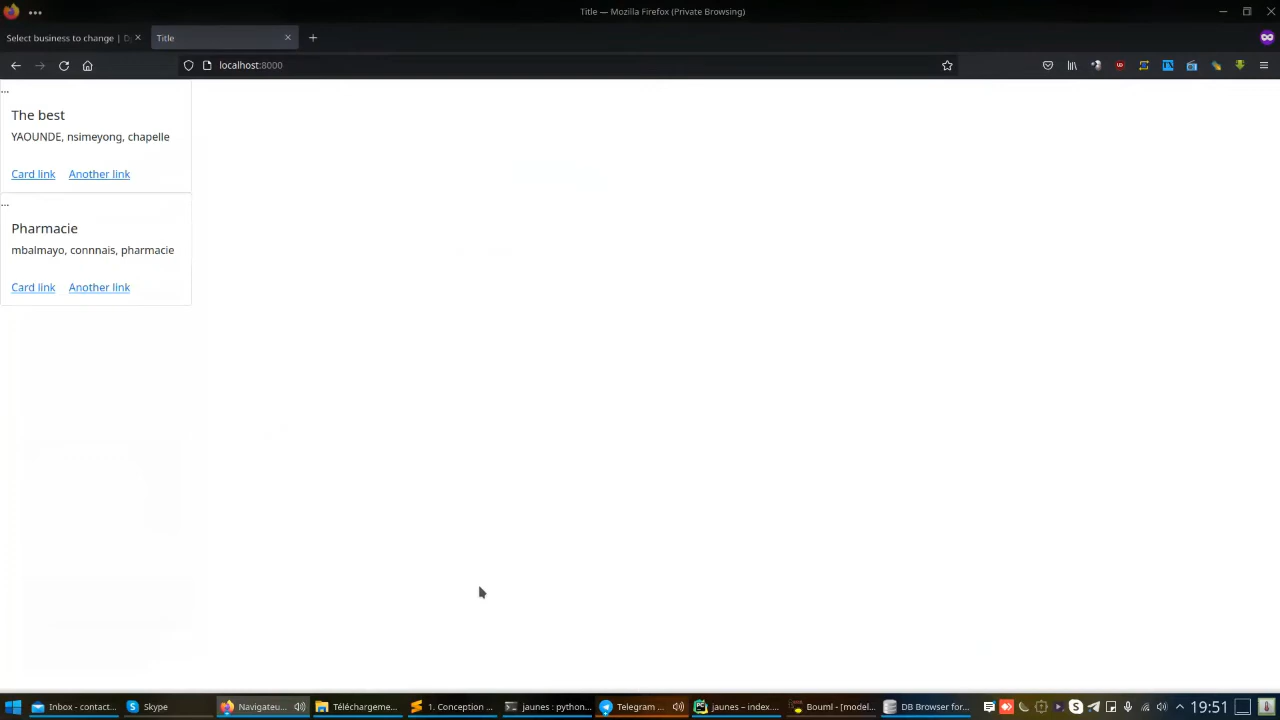 Title — Mozilla Firefox (Private Browsing)
Select business to change |
Title
localhost:8000
...
The best
YAOUNDE, nsimeyong, chapelle
Card link Another link
...
Pharmacie
mbalmayo, connnais, pharmacie
Card link Another link
Inbox - contact... Skype Navigateu... Téléchargeme... 1. Conception ... jaunes : python... Telegram ... jaunes – index.... Bouml - [model... DB Browser for... 19:51